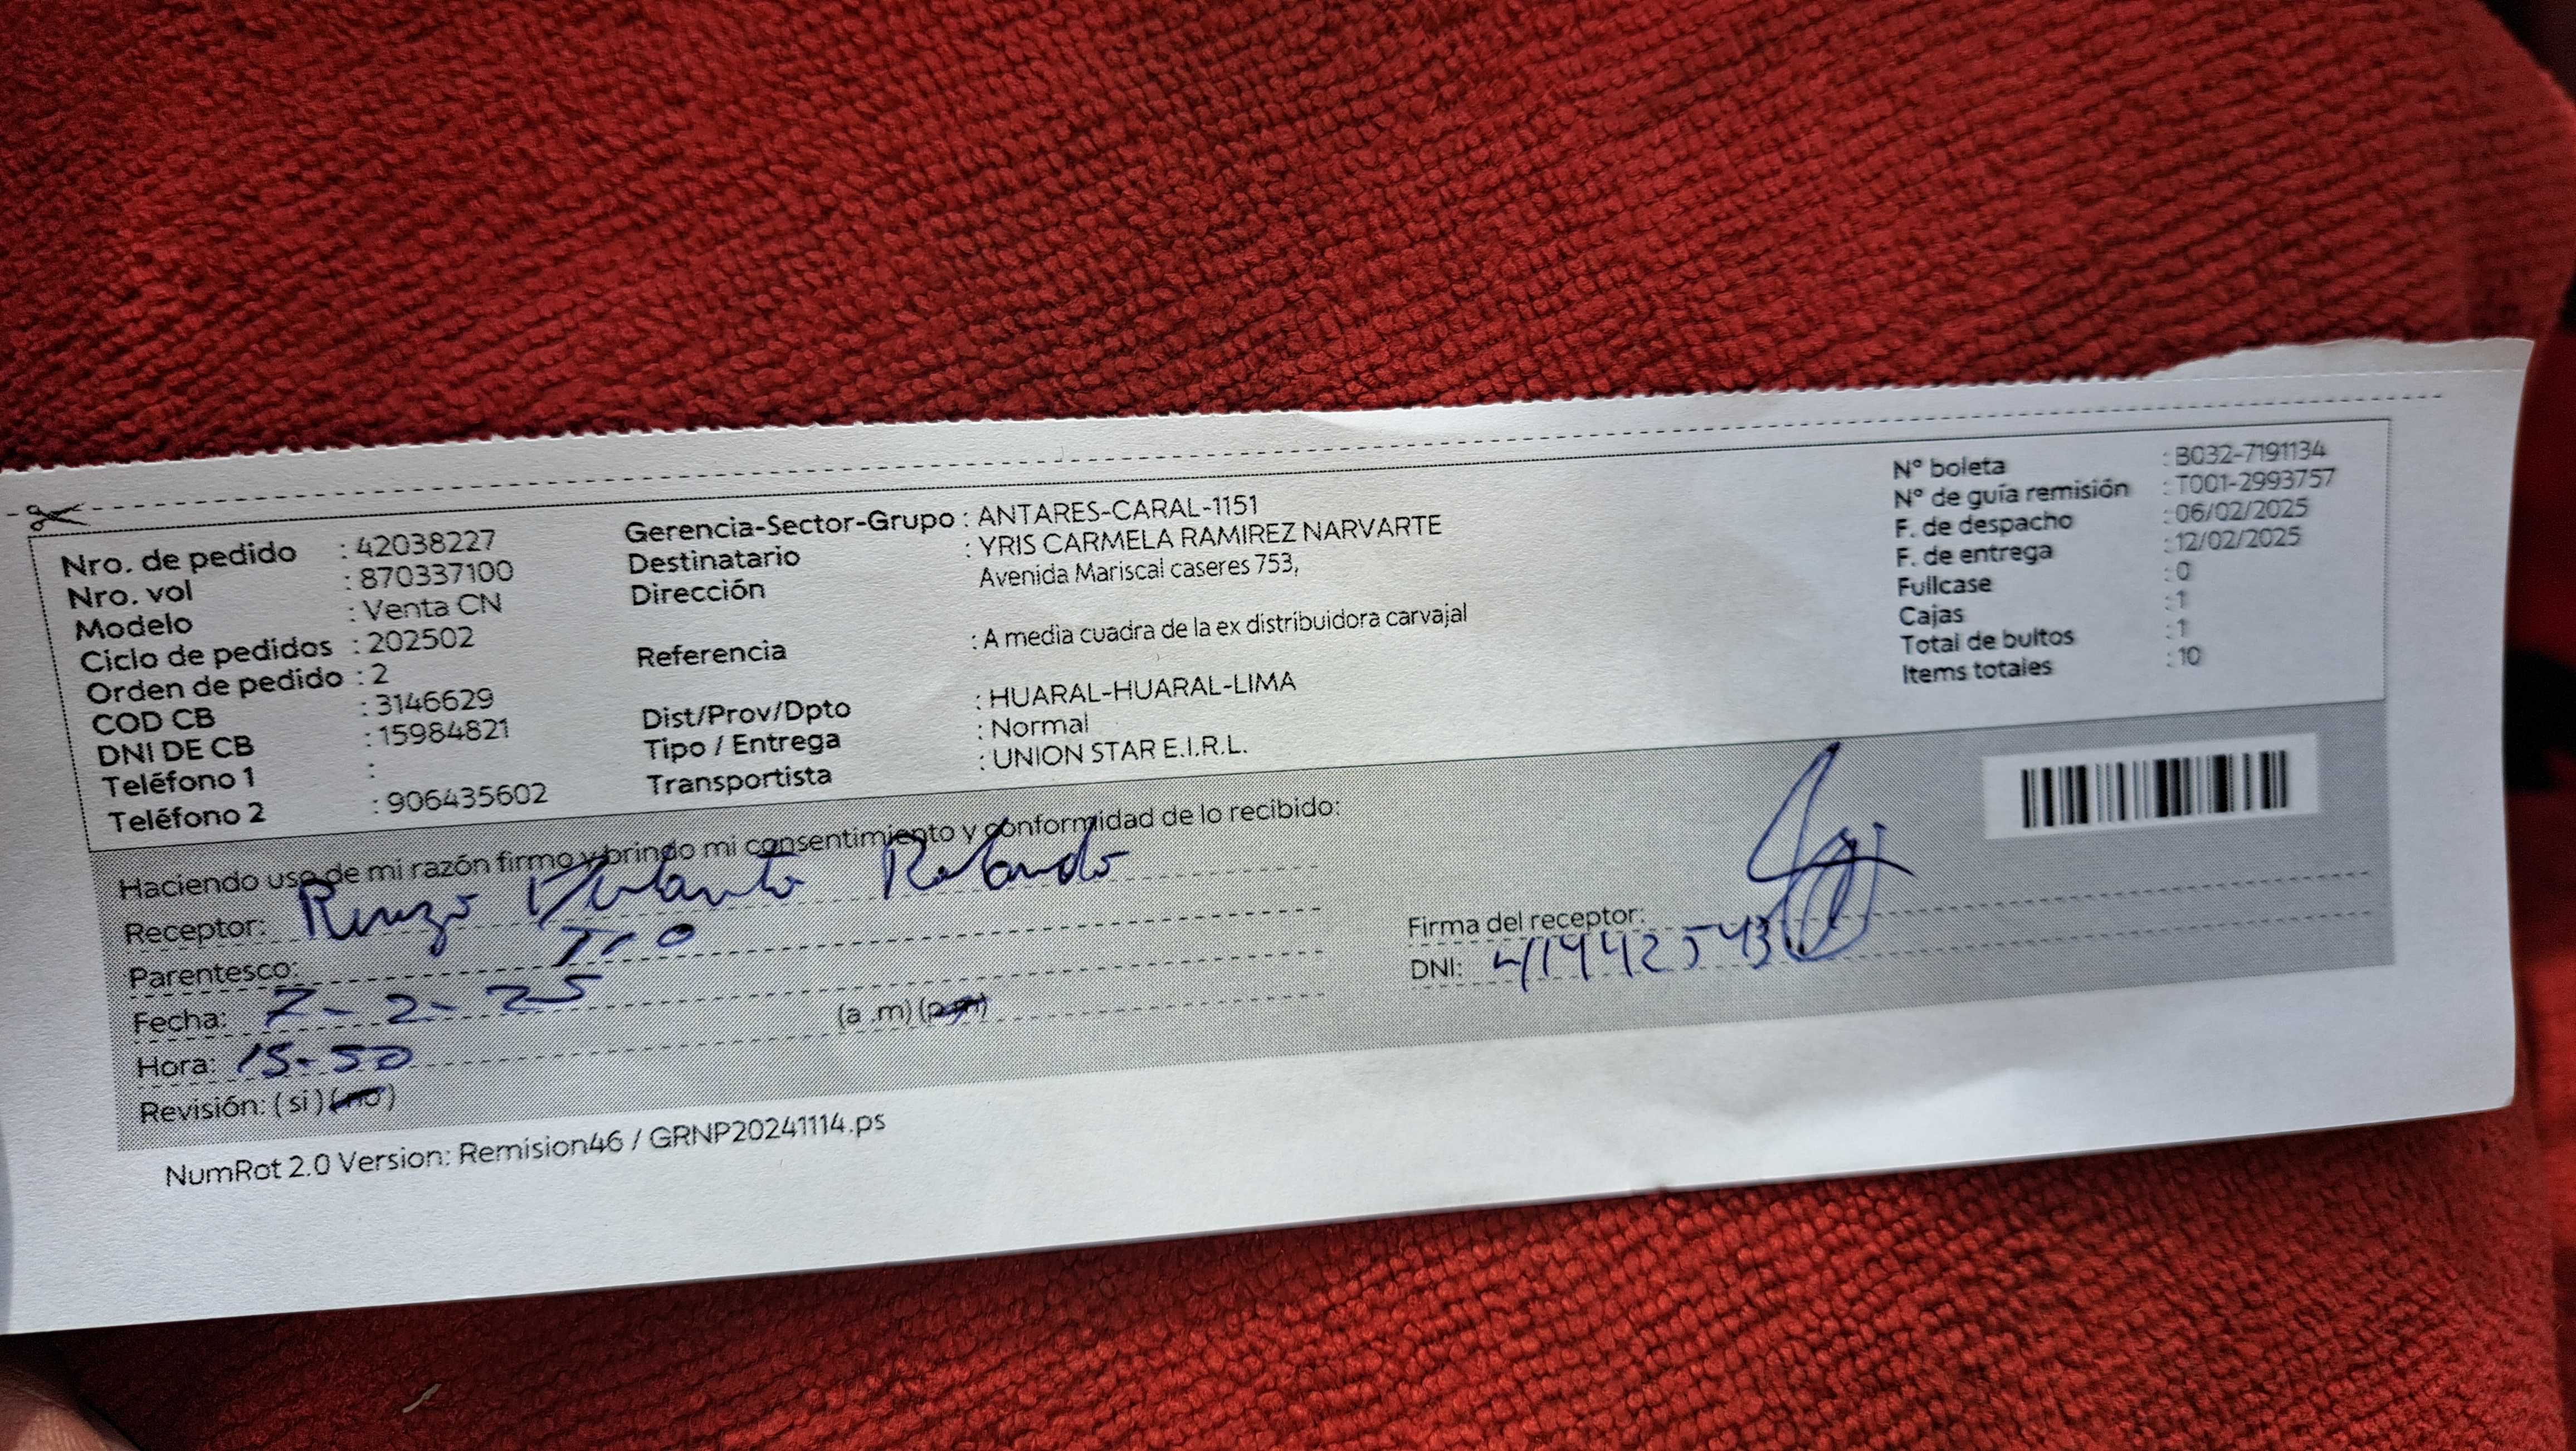 Nro. de pedido : 42038227
Nro. vol : 870337100
Modelo : Venta CN
Ciclo de pedidos : 202502
Orden de pedido : 2
COD CB : 3146629
DNI DE CB : 15984821
Teléfono 1 :
Teléfono 2 : 906435602
Gerencia-Sector-Grupo : ANTARES-CARAL-1151
Destinatario : YRIS CARMELA RAMIREZ NARVARTE
Dirección Avenida Mariscal caseres 753,
Referencia : A media cuadra de la ex distribuidora carvajal
Dist/Prov/Dpto : HUARAL-HUARAL-LIMA
Tipo / Entrega : Normal
Transportista : UNION STAR E.I.R.L.
N° boleta : B032-7191134
N° de guía remisión : T001-2993757
F. de despacho : 06/02/2025
F. de entrega : 12/02/2025
Fullcase : 0
Cajas : 1
Total de bultos : 1
Items totales : 10
Haciendo uso de mi razón firmo y brindo mi consentimiento y conformidad de lo recibido:
Receptor: Renzo
Parentesco: Tio
Fecha: 7-2-25
Hora: 15-50 (a .m) (p.m)
Revisión: ( si ) ( no )
Firma del receptor:
DNI:
NumRot 2.0 Version: Remision46 / GRNP20241114.ps